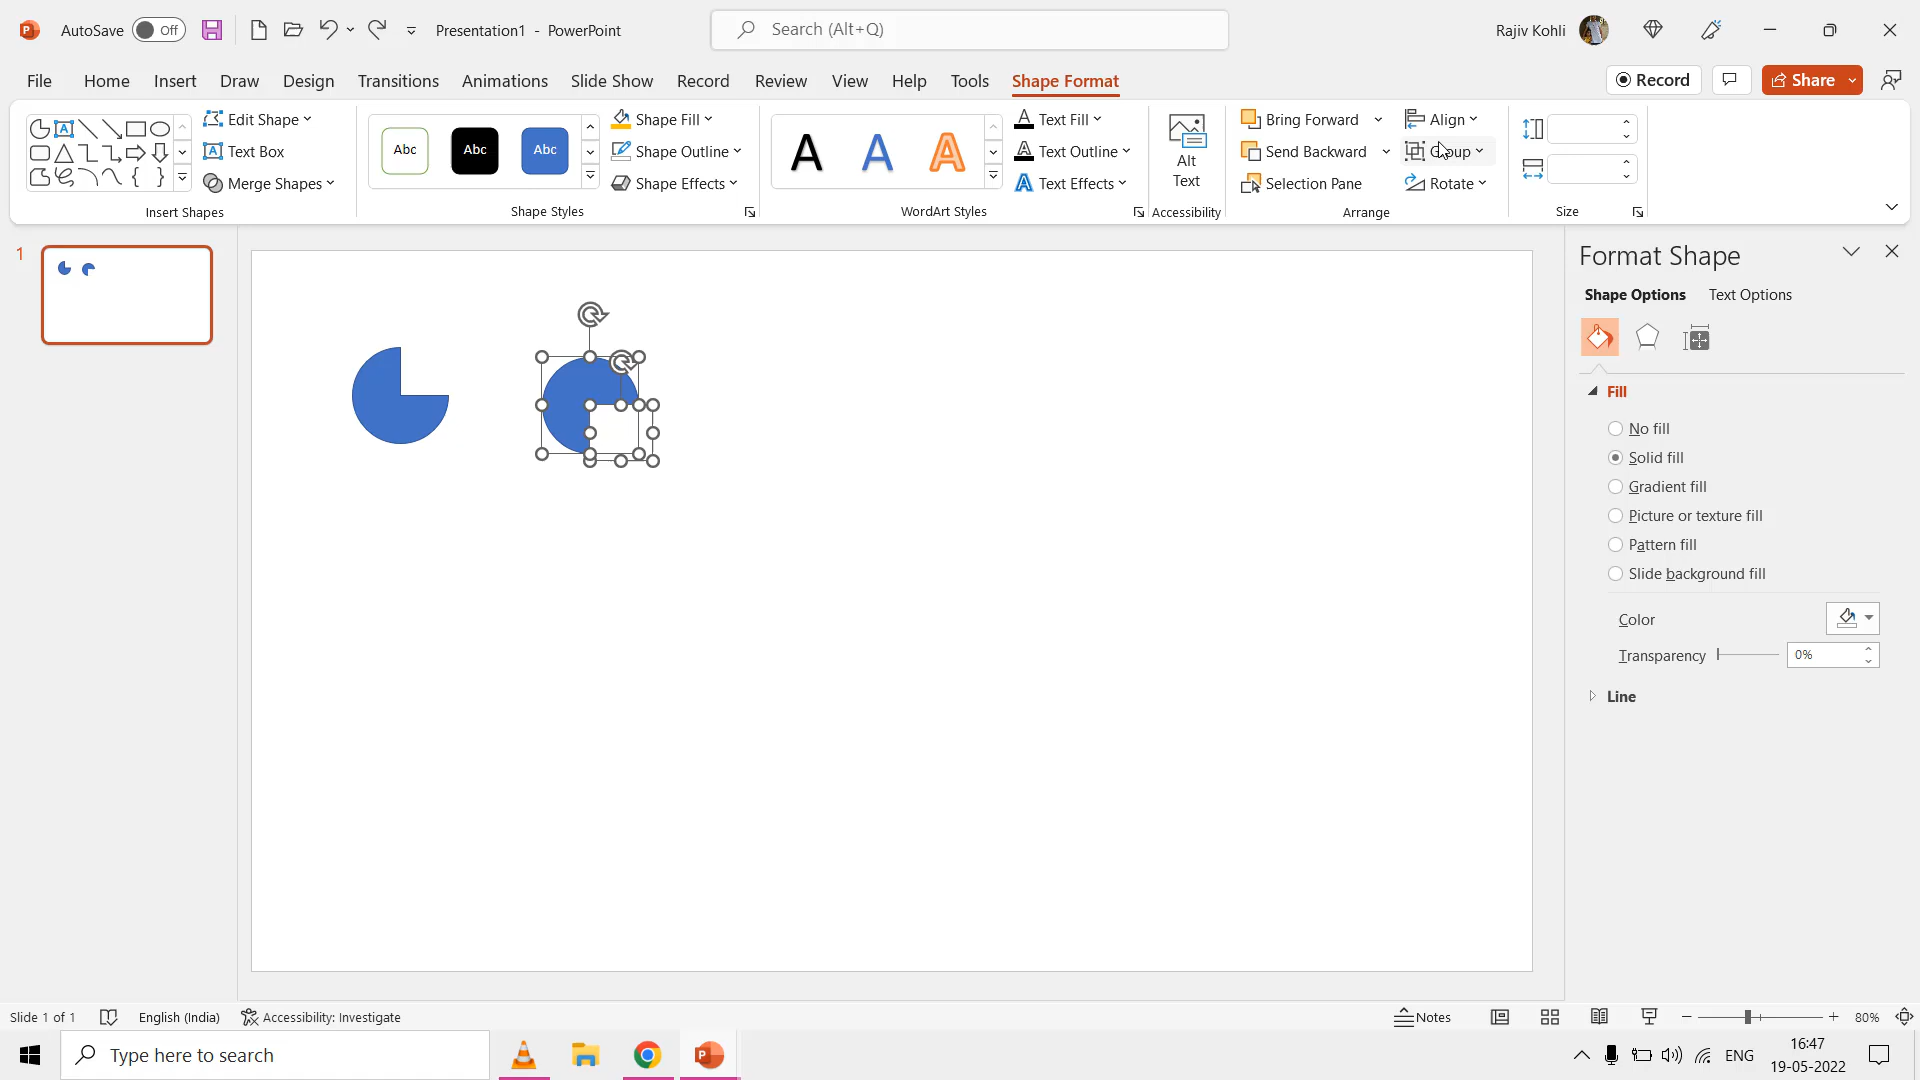 AutoSave Off Presentation1 - PowerPoint Search (Alt+Q) Rajiv Kohli
File Home Insert Draw Design Transitions Animations Slide Show Record Review View Help Tools Shape Format Record Share
Edit Shape
Text Box
Merge Shapes
Insert Shapes
Abc Abc Abc
Shape Fill
Shape Outline
Shape Effects
Shape Styles
A A A
Text Fill
Text Outline
Text Effects
WordArt Styles
Alt
Text
Accessibility
Bring Forward
Send Backward
Selection Pane
Align
Group
Rotate
Arrange
Size
1
Format Shape
Shape Options Text Options
Fill
No fill
Solid fill
Gradient fill
Picture or texture fill
Pattern fill
Slide background fill
Color
Transparency 0%
Line
Slide 1 of 1 English (India) Accessibility: Investigate Notes 80%
Type here to search
ENG
16:47
19-05-2022